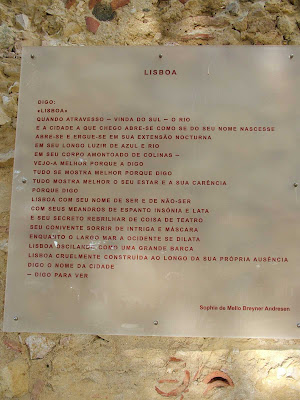 LISBOA
DIGO:
«LISBOA»
QUANDO ATRAVESSO – VINDA DO SUL – O RIO
E A CIDADE A QUE CHEGO ABRE-SE COMO SE DO SEU NOME NASCESSE
ABRE-SE E ERGUE-SE EM SUA EXTENSÃO NOCTURNA
EM SEU LONGO LUZIR DE AZUL E RIO
EM SEU CORPO AMONTOADO DE COLINAS –
VEJO-A MELHOR PORQUE A DIGO
TUDO SE MOSTRA MELHOR PORQUE DIGO
TUDO MOSTRA MELHOR O SEU ESTAR E A SUA CARÊNCIA
PORQUE DIGO
LISBOA COM SEU NOME DE SER E DE NÃO-SER
COM SEUS MEANDROS DE ESPANTO INSÓNIA E LATA
E SEU SECRETO REBRILHAR DE COISA DE TEATRO
SEU CONIVENTE SORRIR DE INTRIGA E MÁSCARA
ENQUANTO O LARGO MAR A OCIDENTE SE DILATA
LISBOA OSCILANDO COMO UMA GRANDE BARCA
LISBOA CRUELMENTE CONSTRUÍDA AO LONGO DA SUA PRÓPRIA AUSÊNCIA
DIGO O NOME DA CIDADE
– DIGO PARA VER
Sophia de Mello Breyner Andresen